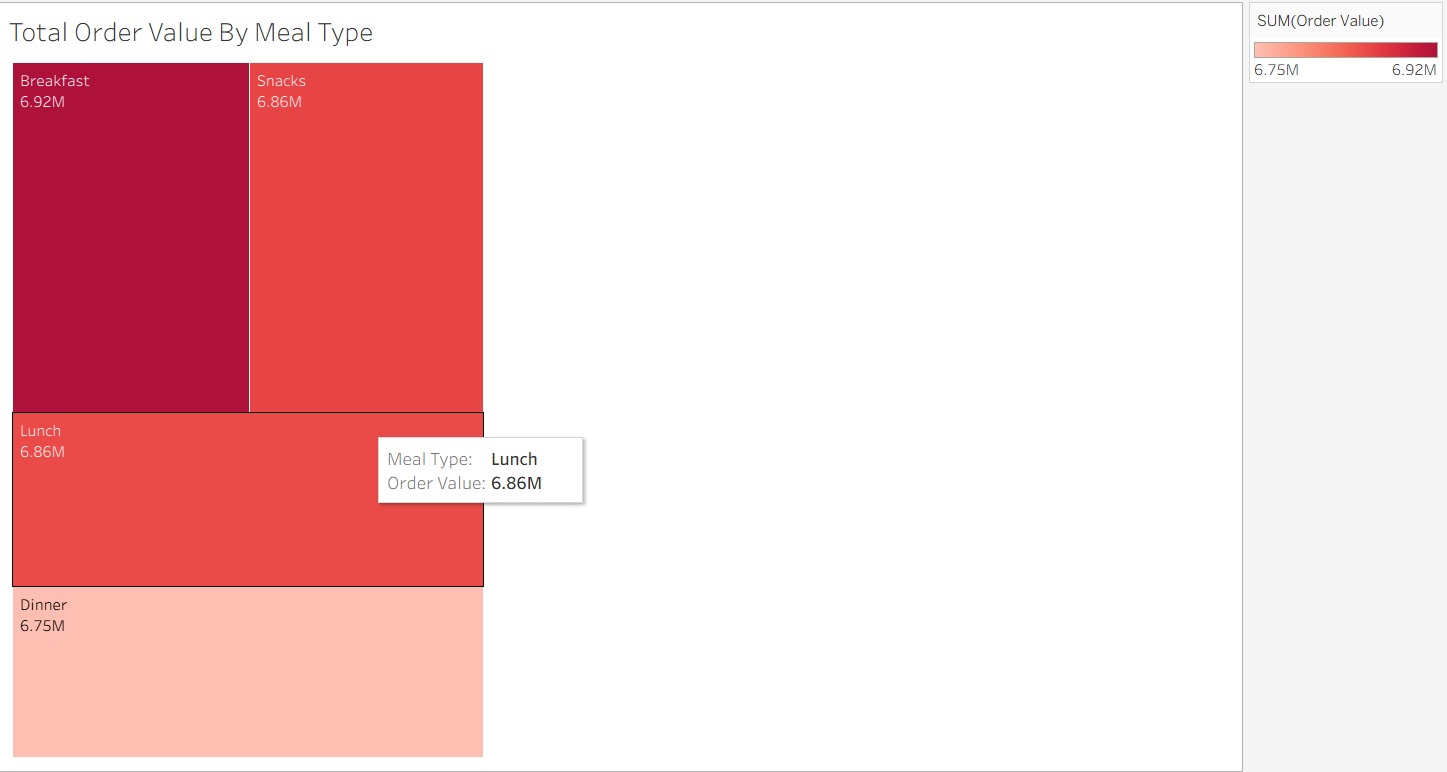 Total Order Value By Meal Type
Breakfast
6.92M
Snacks
6.86M
Lunch
6.86M
Meal Type: Lunch
Order Value: 6.86M
Dinner
6.75M
SUM(Order Value)
6.75M 6.92M